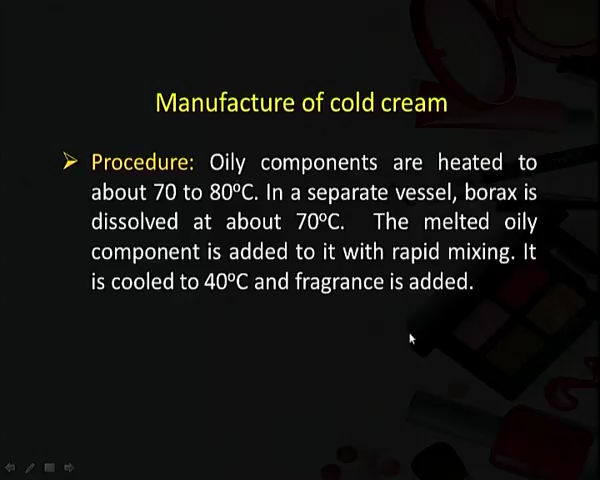 Manufacture of cold cream
Procedure: Oily components are heated to
about 70 to 80ºC. In a separate vessel, borax is
dissolved at about 70ºC. The melted oily
component is added to it with rapid mixing. It
is cooled to 40ºC and fragrance is added.